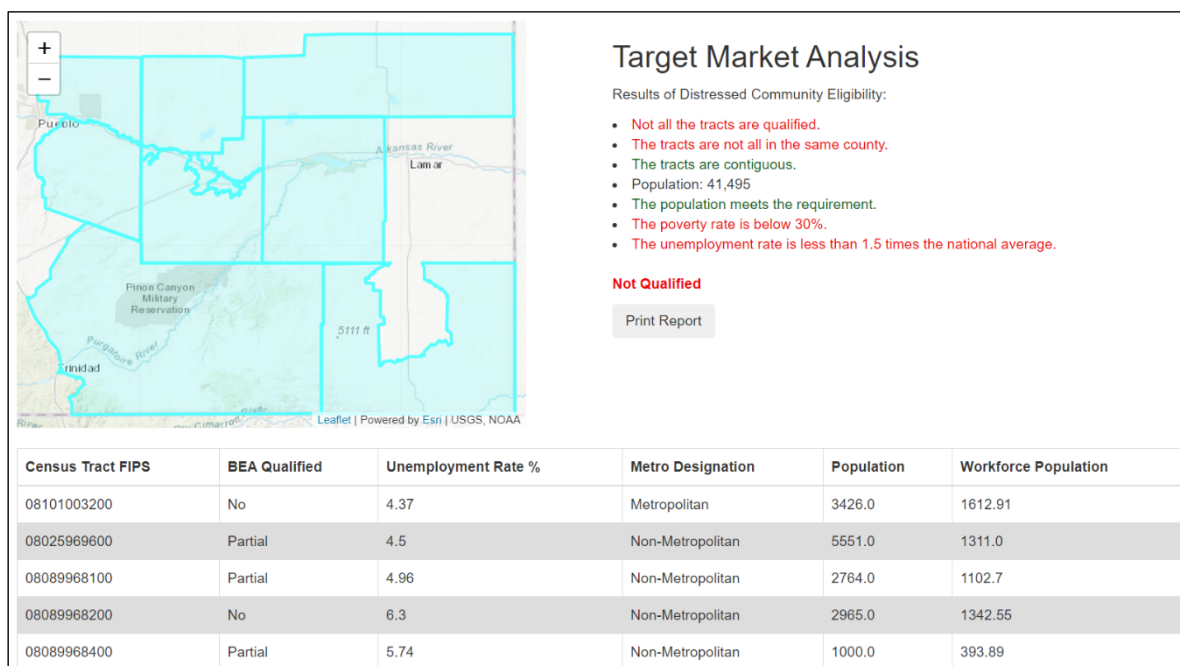 +
−
Pueblo
Arkansas River
Lamar
Pinon Canyon
Military
Reservation
5111 ft
Purgatoire River
Trinidad
River
Dry Cimarron River
Leaflet | Powered by Esri | USGS, NOAA
Target Market Analysis
Results of Distressed Community Eligibility:
• Not all the tracts are qualified.
• The tracts are not all in the same county.
• The tracts are contiguous.
• Population: 41,495
• The population meets the requirement.
• The poverty rate is below 30%.
• The unemployment rate is less than 1.5 times the national average.
Not Qualified
Print Report
Census Tract FIPS BEA Qualified Unemployment Rate % Metro Designation Population Workforce Population
08101003200 No 4.37 Metropolitan 3426.0 1612.91
08025969600 Partial 4.5 Non-Metropolitan 5551.0 1311.0
08089968100 Partial 4.96 Non-Metropolitan 2764.0 1102.7
08089968200 No 6.3 Non-Metropolitan 2965.0 1342.55
08089968400 Partial 5.74 Non-Metropolitan 1000.0 393.89